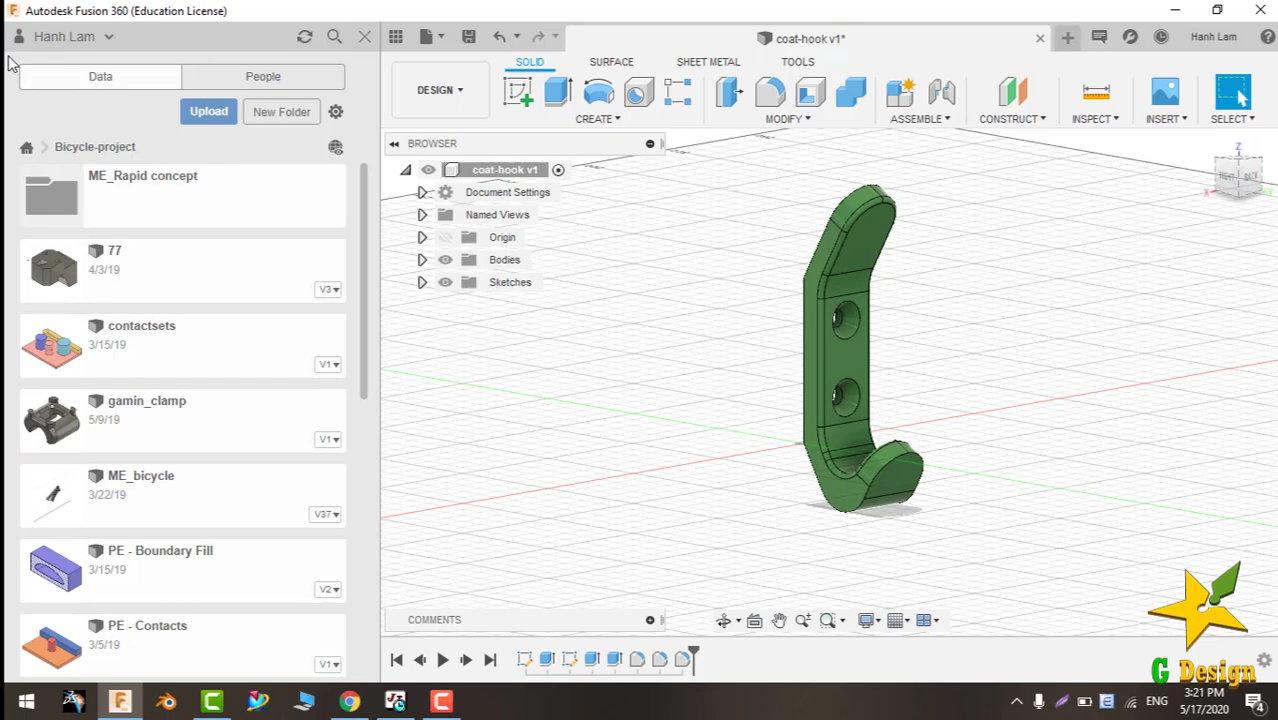 Autodesk Fusion 360 (Education License)
Hanh Lam
coat-hook v1*
Hanh Lam
Data
People
Upload
New Folder
Bicycle-project
ME_Rapid concept
77
4/3/19
V3
contactsets
3/15/19
V1
gamin_clamp
5/9/19
V1
ME_bicycle
3/22/19
V37
PE - Boundary Fill
3/15/19
V2
PE - Contacts
3/5/19
V1
DESIGN
SOLID
SURFACE
SHEET METAL
TOOLS
CREATE
MODIFY
ASSEMBLE
CONSTRUCT
INSPECT
INSERT
SELECT
BROWSER
coat-hook v1
Document Settings
Named Views
Origin
Bodies
Sketches
Z
RIGHT
BACK
X
Y
COMMENTS
G Design
ENG
3:21 PM
5/17/2020
4